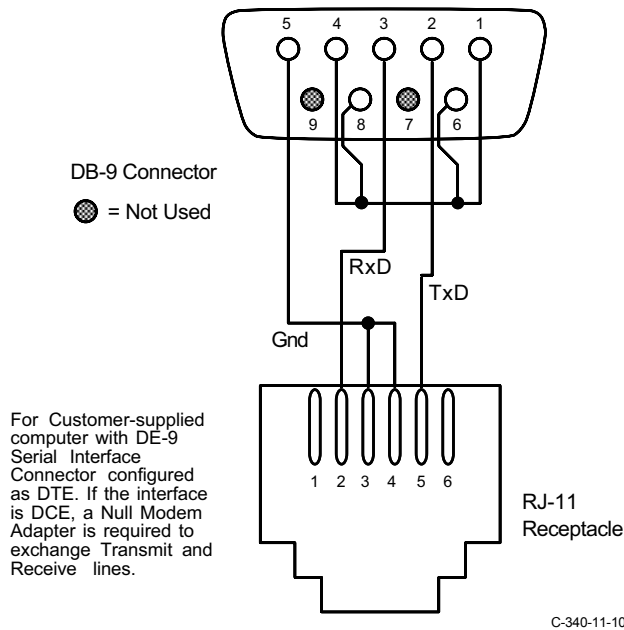 5 4 3 2 1
9 8 7 6
DB-9 Connector
= Not Used
RxD
TxD
Gnd
For Customer-supplied
computer with DE-9
Serial Interface
Connector configured
as DTE. If the interface
is DCE, a Null Modem
Adapter is required to
exchange Transmit and
Receive lines.
1 2 3 4 5 6
RJ-11
Receptacle
C-340-11-10